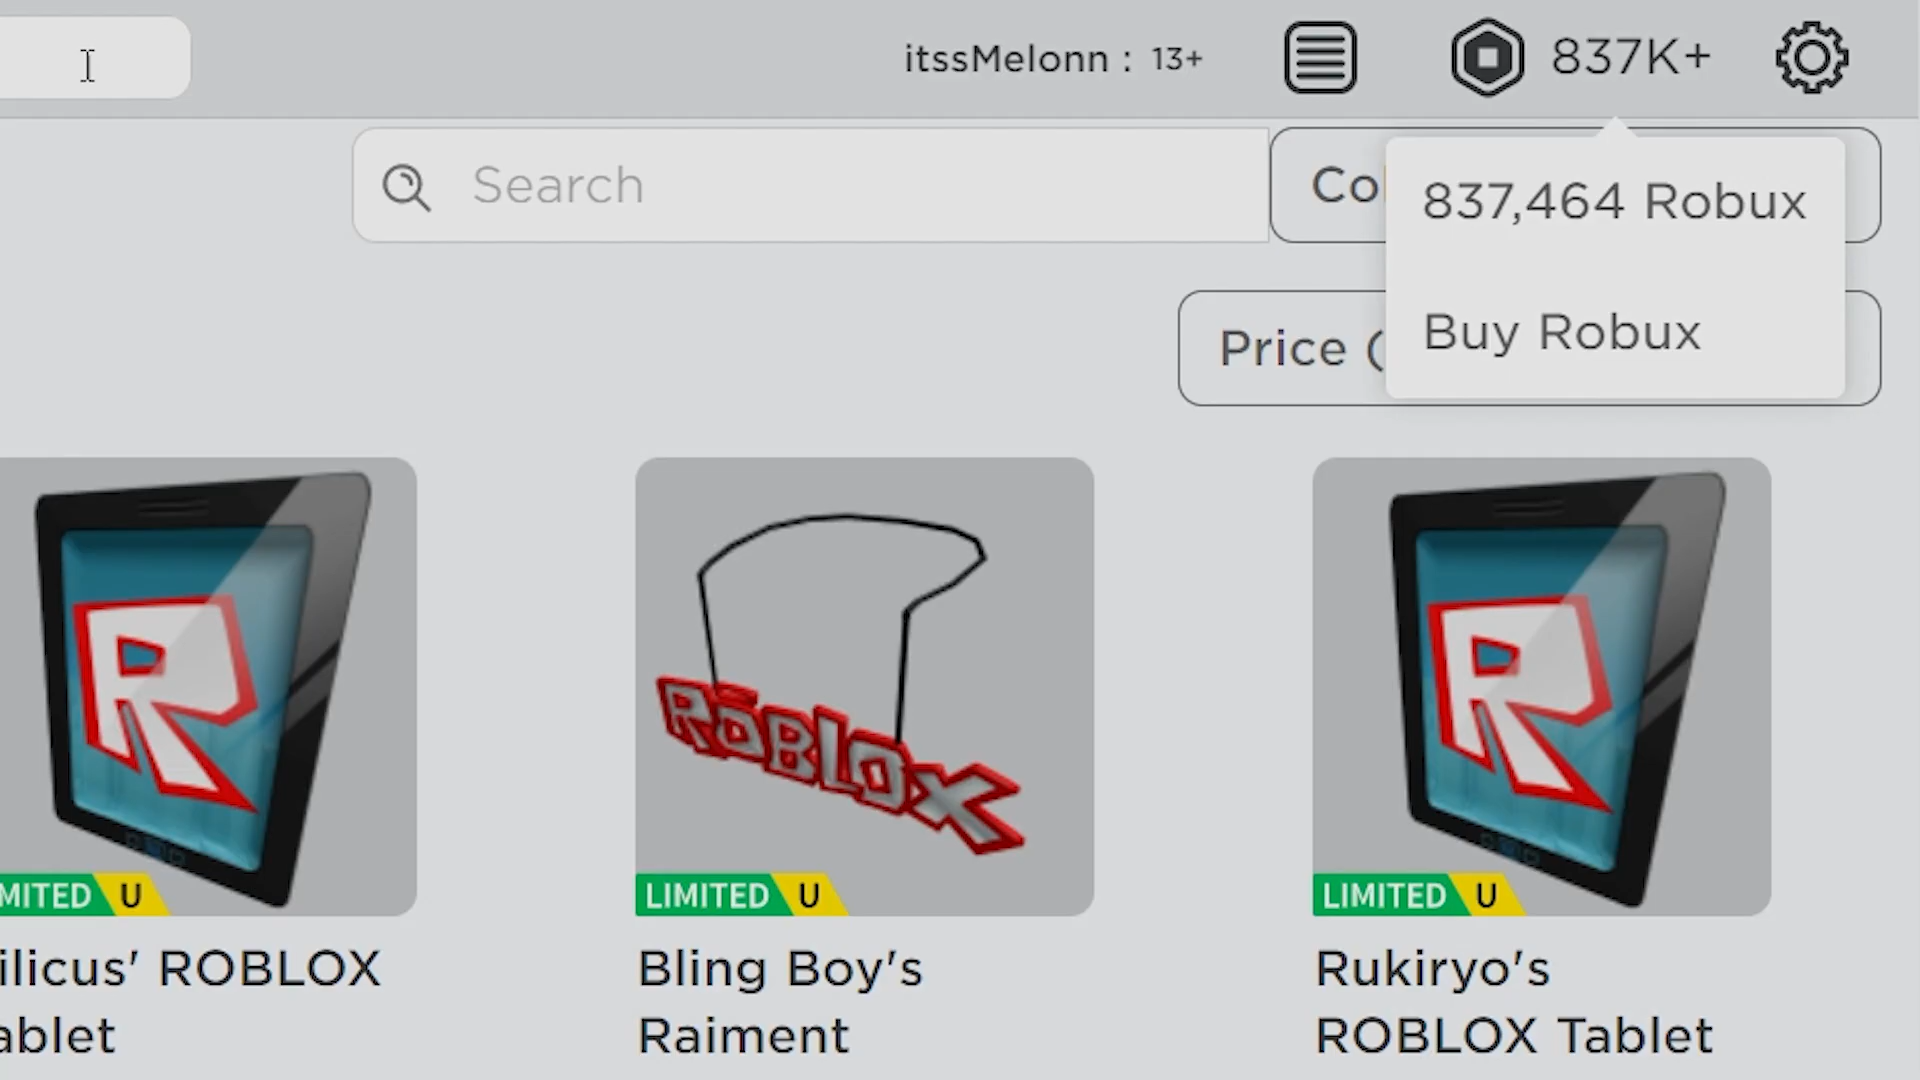 itssMelonn : 13+
837K+
Search
Co
837,464 Robux
Price (
Buy Robux
R
ROBLOX
R
MITED U
LIMITED U
LIMITED U
ilicus' ROBLOX
ablet
Bling Boy's
Raiment
Rukiryo's
ROBLOX Tablet